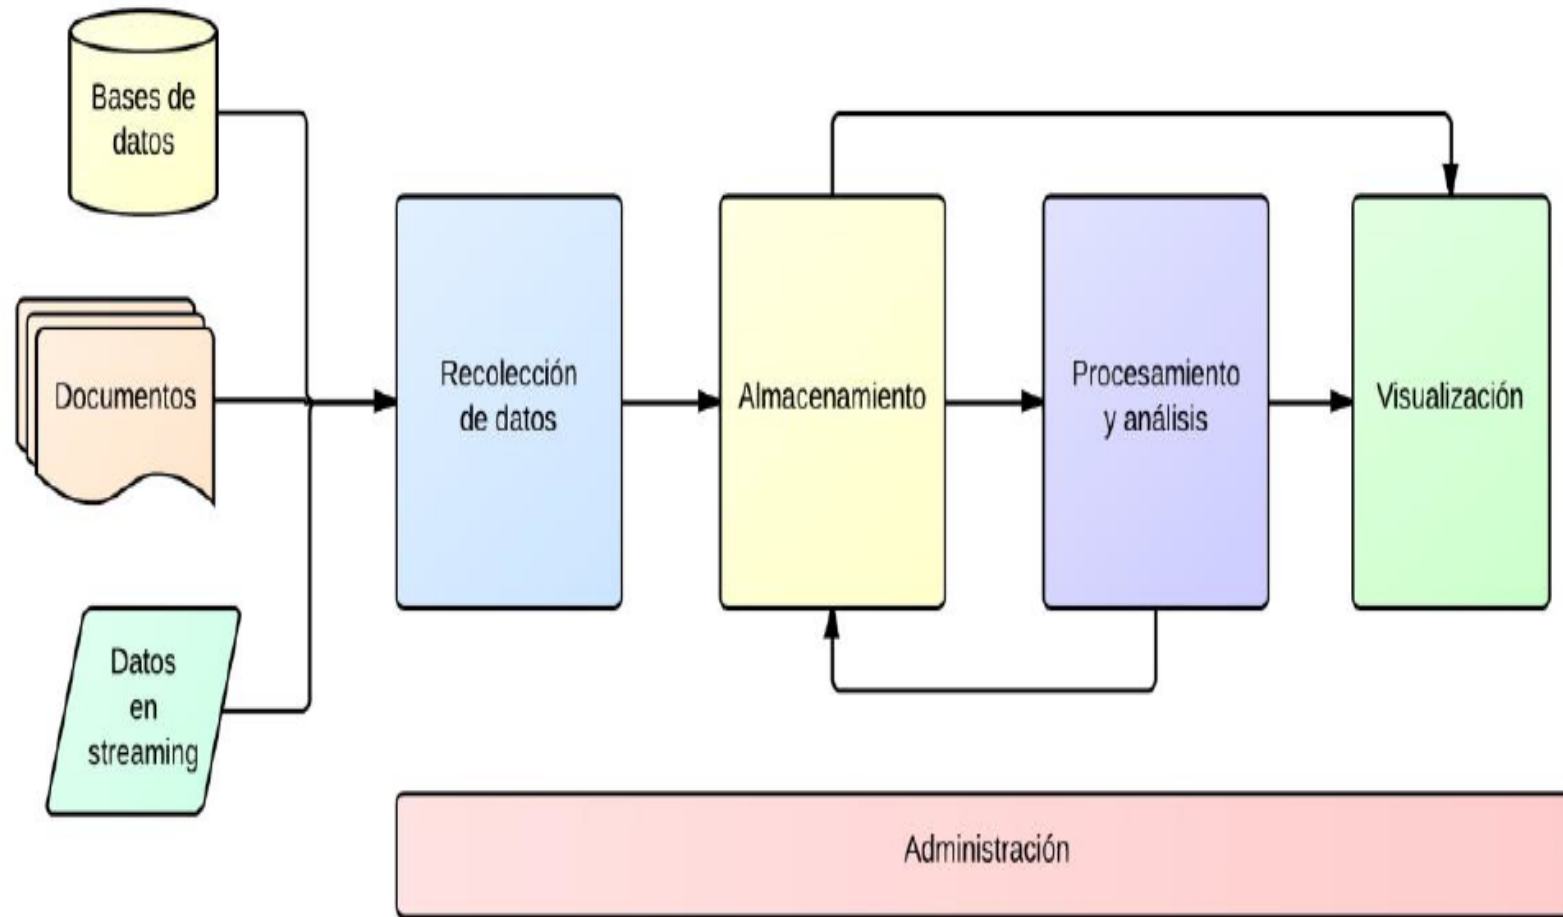 Bases de
datos
Documentos
Datos
en
streaming
Recolección
de datos
Almacenamiento
Procesamiento
y análisis
Visualización
Administración